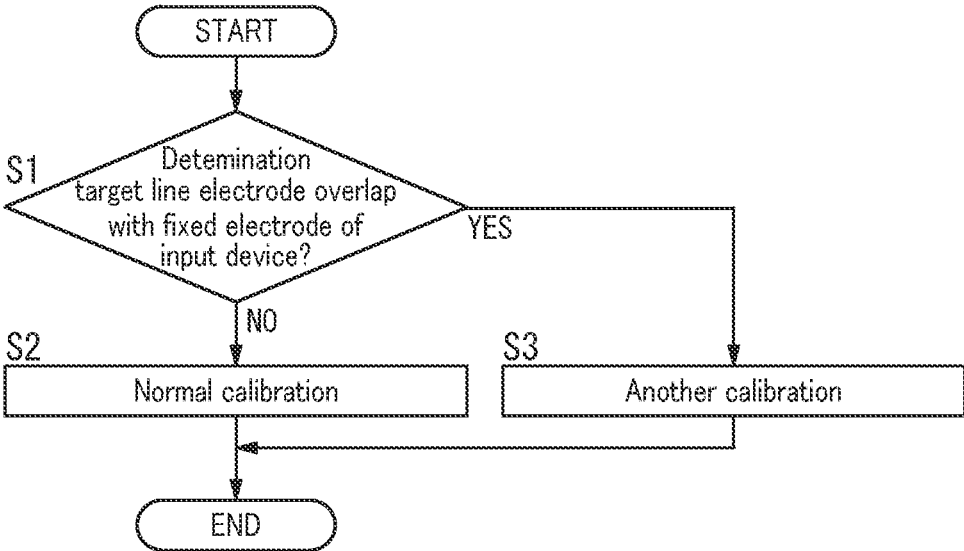 START
S1
Detemination
target line electrode overlap
with fixed electrode of
input device?
YES
NO
S2
Normal calibration
S3
Another calibration
END